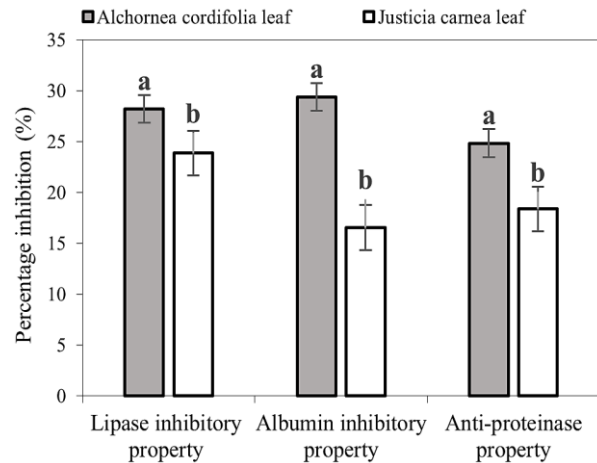 Alchornea cordifolia leaf Justicia carnea leaf
Percentage inhibition (%)
35
30
25
20
15
10
5
0
a
b
a
b
a
b
Lipase inhibitory property
Albumin inhibitory property
Anti-proteinase property